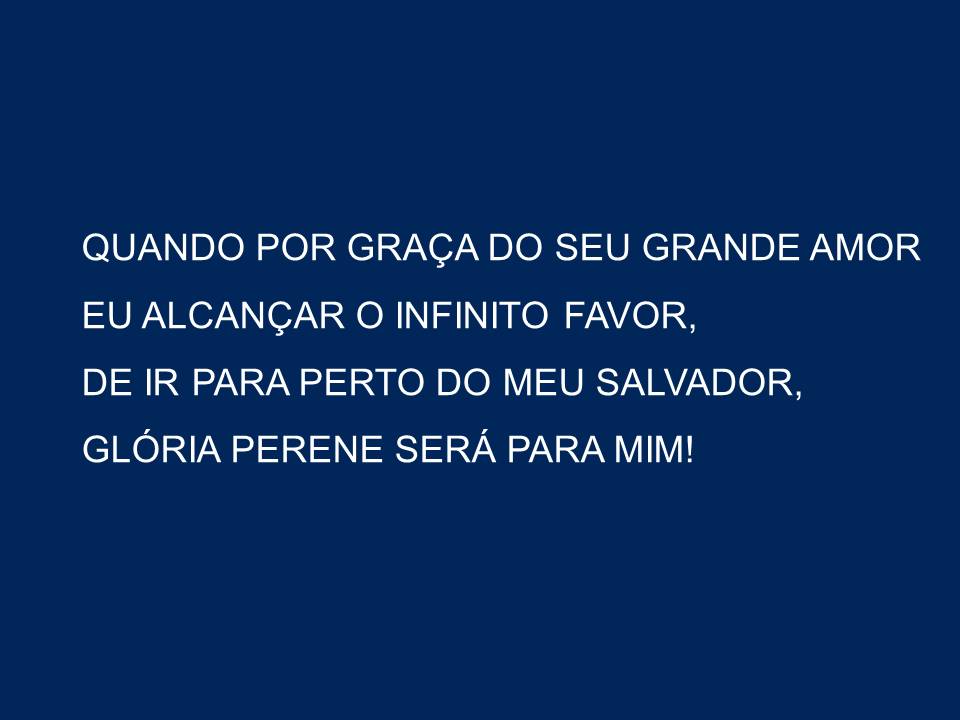 QUANDO POR GRAÇA DO SEU GRANDE AMOR
EU ALCANÇAR O INFINITO FAVOR,
DE IR PARA PERTO DO MEU SALVADOR,
GLÓRIA PERENE SERÁ PARA MIM!